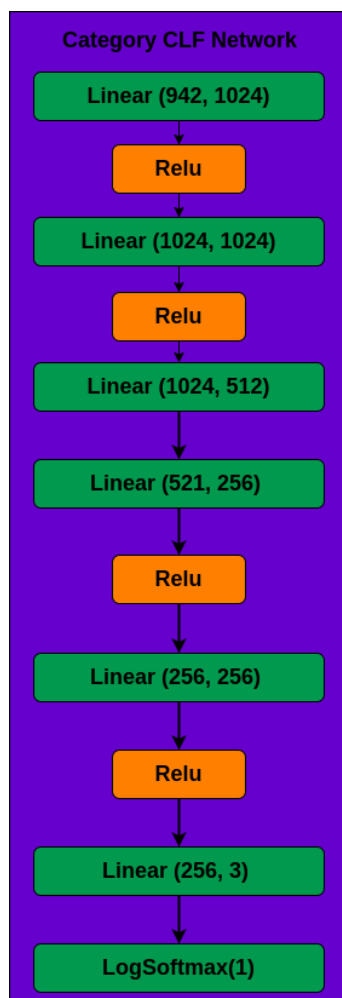 Category CLF Network
Linear (942, 1024)
Relu
Linear (1024, 1024)
Relu
Linear (1024, 512)
Linear (521, 256)
Relu
Linear (256, 256)
Relu
Linear (256, 3)
LogSoftmax(1)